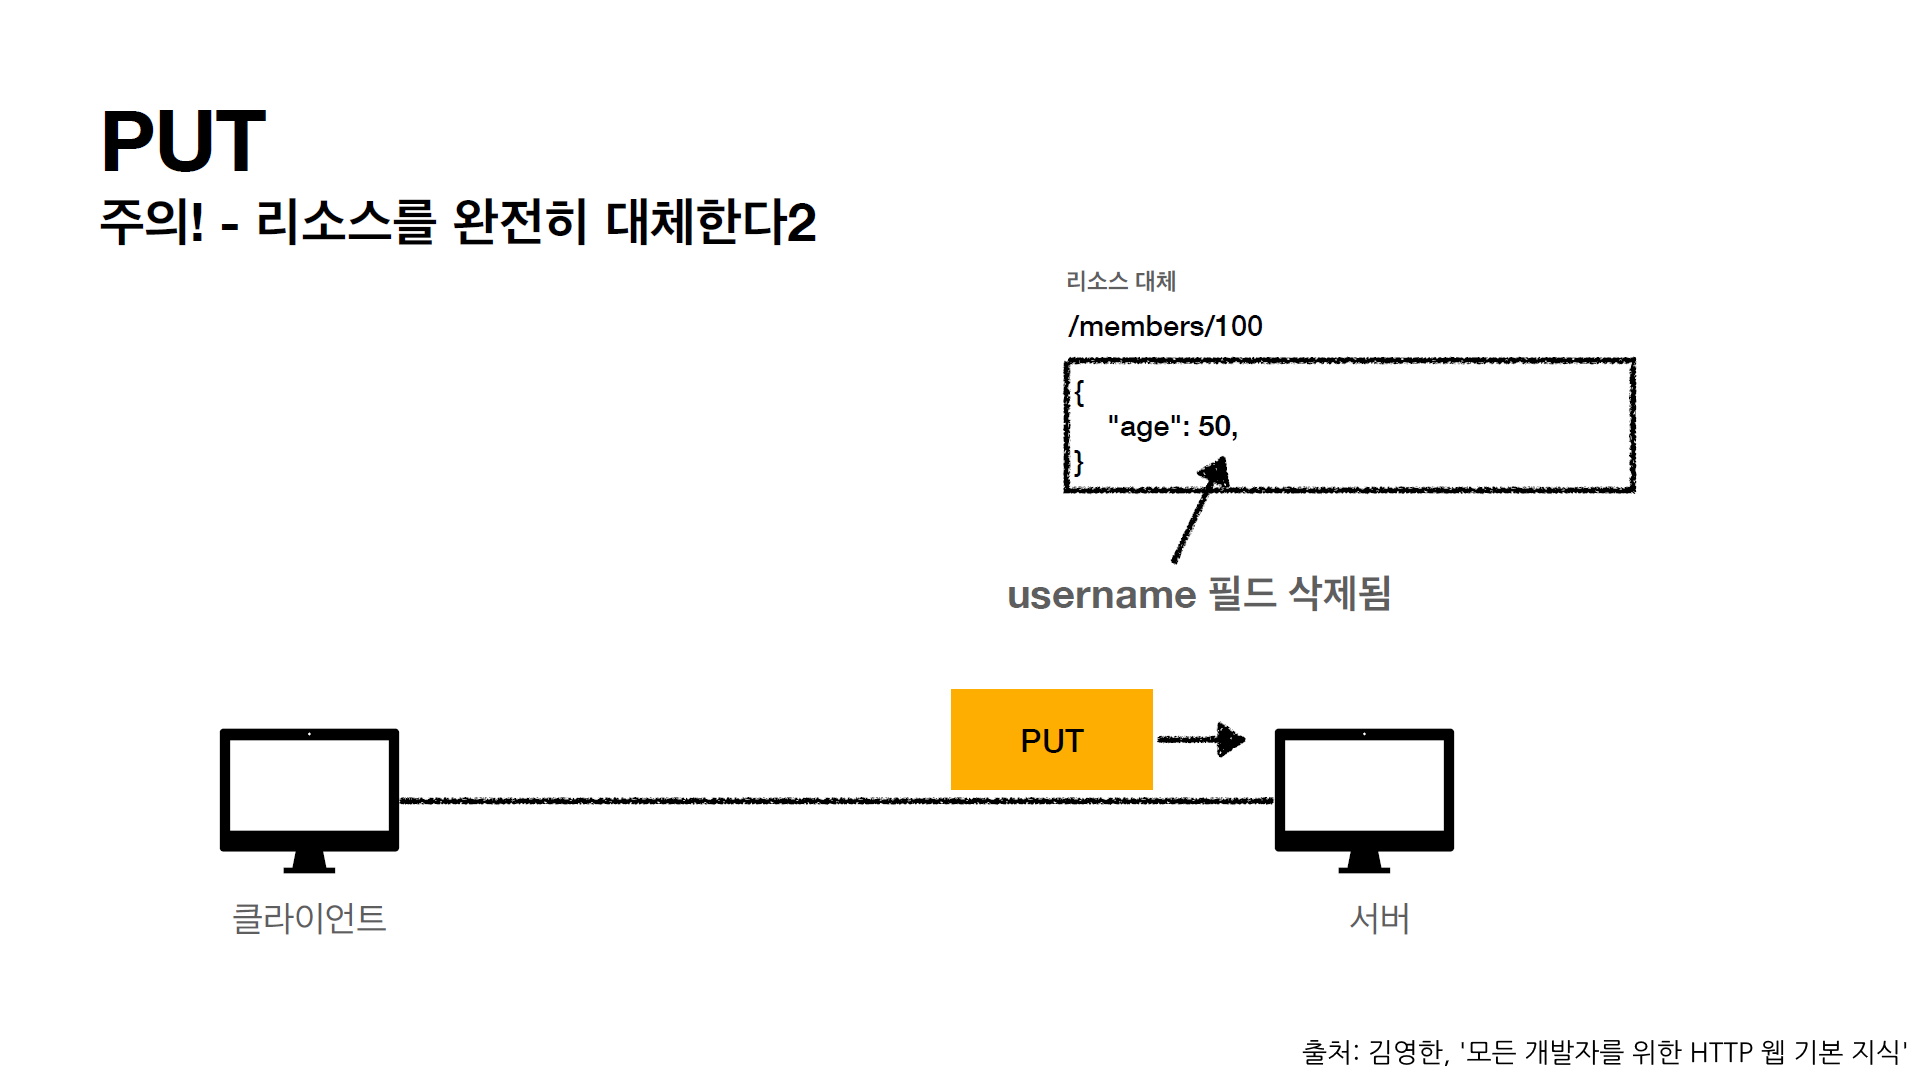 PUT
주의! - 리소스를 완전히 대체한다2
리소스 대체
/members/100
{
"age": 50,
}
username 필드 삭제됨
PUT
클라이언트
서버
출처: 김영한, '모든 개발자를 위한 HTTP 웹 기본 지식'